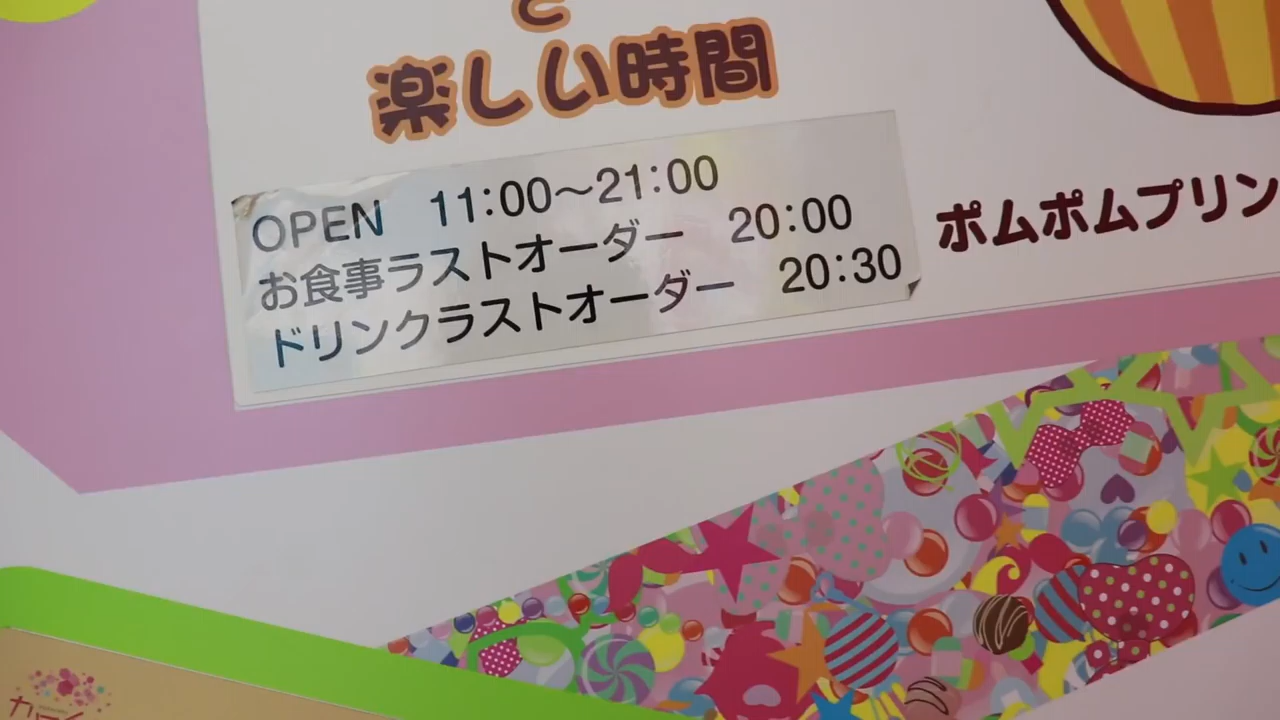 と
楽しい時間
OPEN 11:00～21:00
お食事ラストオーダー 20:00
ドリンクラストオーダー 20:30
ポムポムプリン